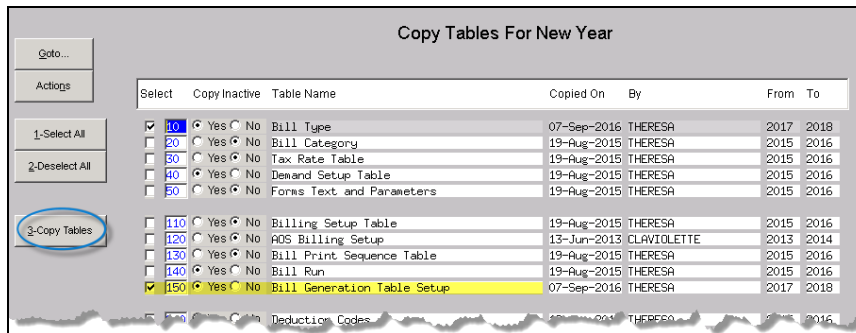 Copy Tables For New Year
Goto...
Actions
1-Select All
2-Deselect All
3-Copy Tables
Select Copy Inactive Table Name Copied On By From To
10 Yes No Bill Type 07-Sep-2016 THERESA 2017 2018
20 Yes No Bill Category 19-Aug-2015 THERESA 2015 2016
30 Yes No Tax Rate Table 19-Aug-2015 THERESA 2015 2016
40 Yes No Demand Setup Table 19-Aug-2015 THERESA 2015 2016
50 Yes No Forms Text and Parameters 19-Aug-2015 THERESA 2015 2016
110 Yes No Billing Setup Table 19-Aug-2015 THERESA 2015 2016
120 Yes No AOS Billing Setup 13-Jun-2013 CLAVIOLETTE 2013 2014
130 Yes No Bill Print Sequence Table 19-Aug-2015 THERESA 2015 2016
140 Yes No Bill Run 19-Aug-2015 THERESA 2015 2016
150 Yes No Bill Generation Table Setup 07-Sep-2016 THERESA 2017 2018
Deduction Codes